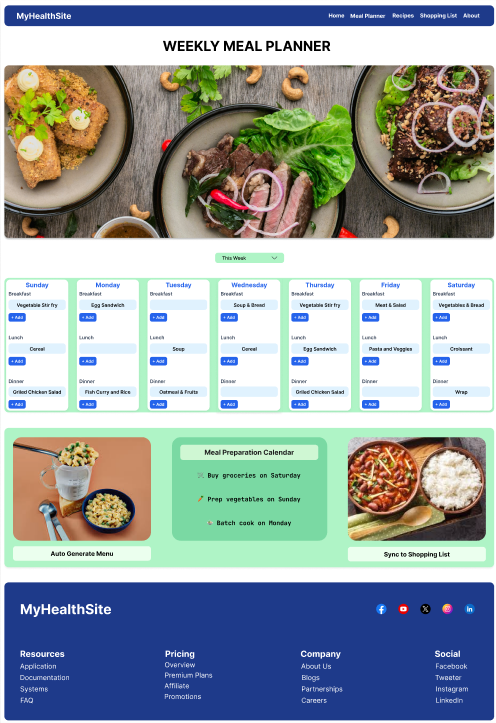 MyHealthSite
Home Meal Planner Recipes Shopping List About
WEEKLY MEAL PLANNER
This Week
Sunday
Breakfast
Vegetable Stir fry
+ Add
Lunch
Cereal
+ Add
Dinner
Griled Chicken Salad
+ Add
Monday
Breakfast
Egg Sandwich
+ Add
Lunch
+ Add
Dinner
Fish Curry and Rice
+ Add
Tuesday
Breakfast
+ Add
Lunch
Soup
+ Add
Dinner
Oatmeal & Fruits
+ Add
Wednesday
Breakfast
Soup & Bread
+ Add
Lunch
Cereal
+ Add
Dinner
+ Add
Thursday
Breakfast
Vegetable Stir fry
+ Add
Lunch
Egg Sandwich
+ Add
Dinner
Griled Chicken Salad
+ Add
Friday
Breakfast
Meat & Salad
+ Add
Lunch
Pasta and Veggies
+ Add
Dinner
+ Add
Saturday
Breakfast
Vegetables & Bread
+ Add
Lunch
Croissant
+ Add
Dinner
Wrap
+ Add
Meal Preparation Calendar
Buy groceries on Saturday
Prep vegetables on Sunday
Batch cook on Monday
Auto Generate Menu
Sync to Shopping List
MyHealthSite
Resources
Application
Documentation
Systems
FAQ
Pricing
Overview
Premium Plans
Affiliate
Promotions
Company
About Us
Blogs
Partnerships
Careers
Social
Facebook
Tweeter
Instagram
LinkedIn